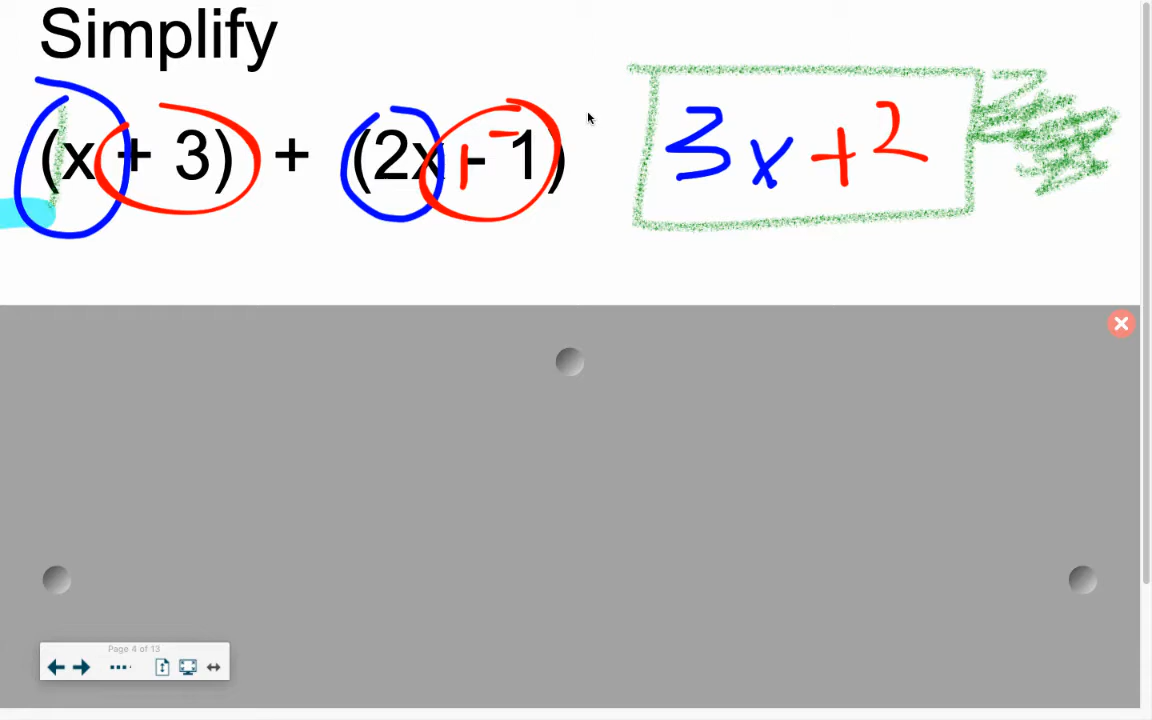 Simplify
(x + 3) + (2x - 1) 3x +2
Page 4 of 13